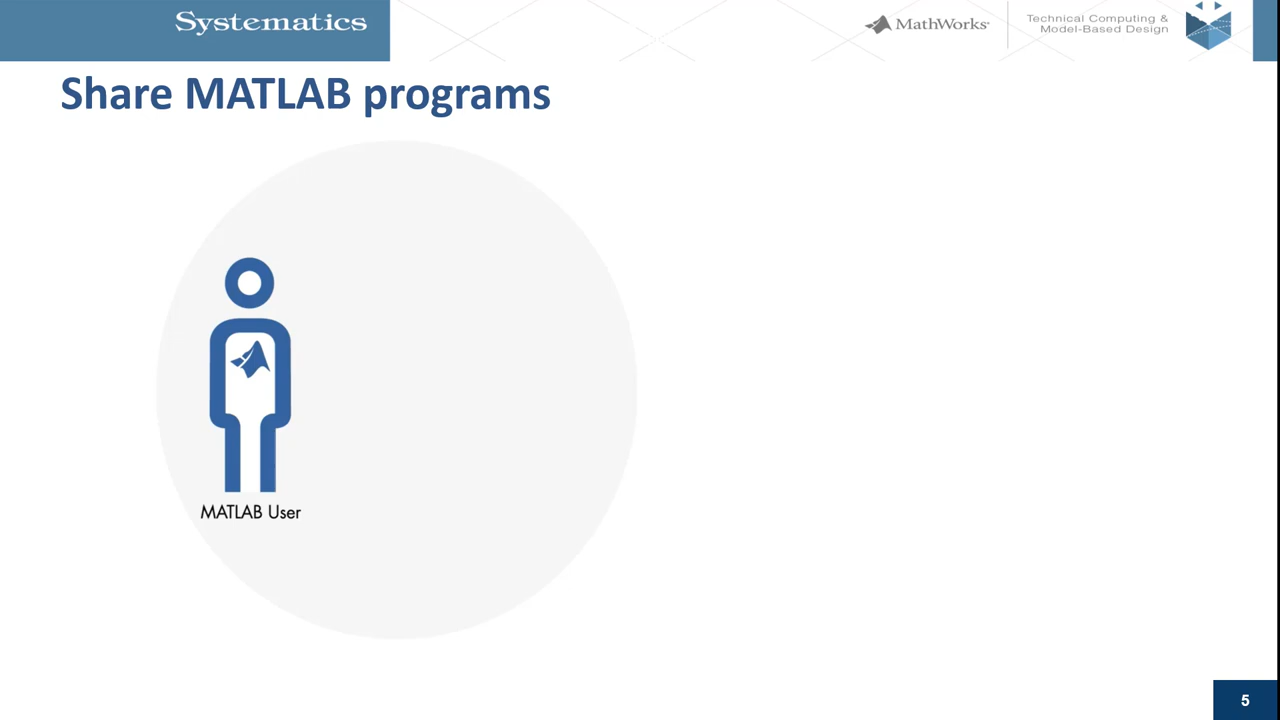 Systematics
MathWorks
Technical Computing &
Model-Based Design
Share MATLAB programs
MATLAB User
5